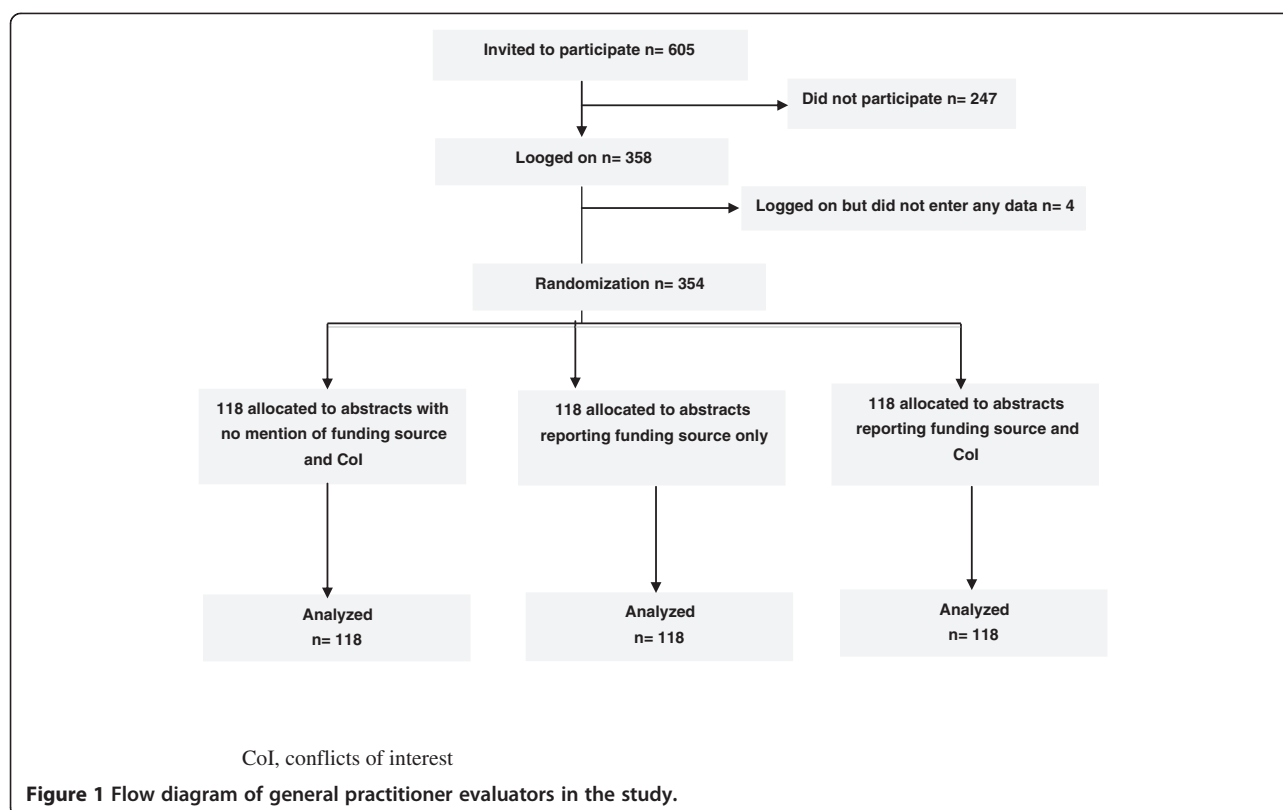 Invited to participate n= 605
Did not participate n= 247
Looged on n= 358
Logged on but did not enter any data n= 4
Randomization n= 354
118 allocated to abstracts with
no mention of funding source
and CoI
118 allocated to abstracts
reporting funding source only
118 allocated to abstracts
reporting funding source and
CoI
Analyzed
n= 118
Analyzed
n= 118
Analyzed
n= 118
CoI, conflicts of interest
Figure 1 Flow diagram of general practitioner evaluators in the study.